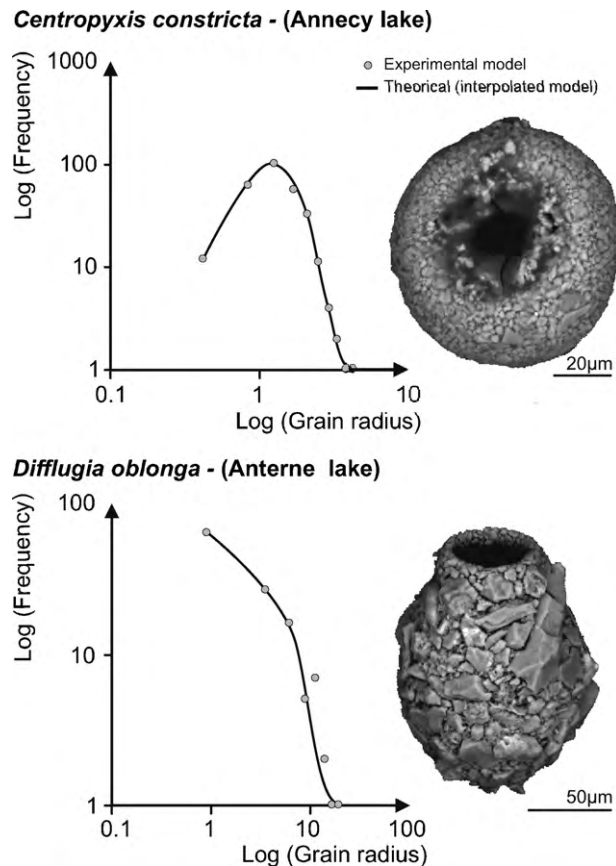 Centropyxis constricta - (Annecy lake)
1000
100
10
1
Log (Frequency)
0.1
1
10
Log (Grain radius)
Experimental model
Theorical (interpolated model)
20µm
Difflugia oblonga - (Anterne lake)
100
10
1
Log (Frequency)
0.1
1
10
100
Log (Grain radius)
50µm